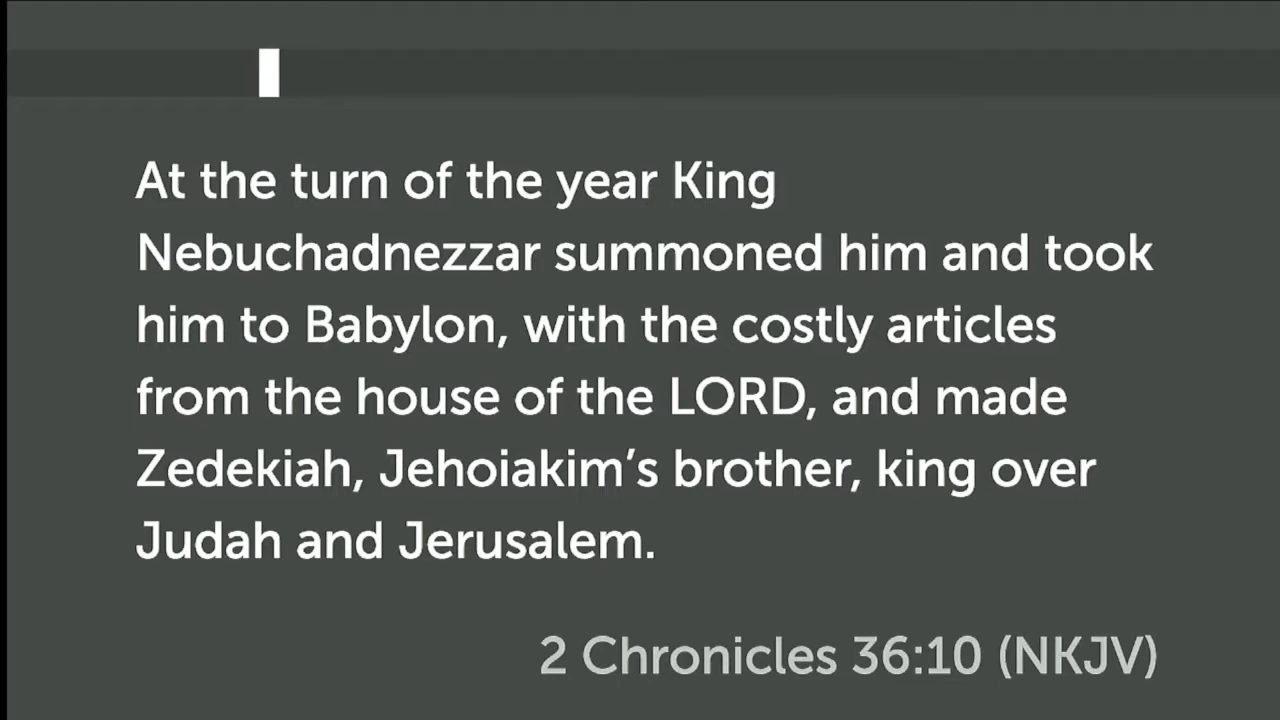 At the turn of the year King
Nebuchadnezzar summoned him and took
him to Babylon, with the costly articles
from the house of the LORD, and made
Zedekiah, Jehoiakim’s brother, king over
Judah and Jerusalem.
2 Chronicles 36:10 (NKJV)